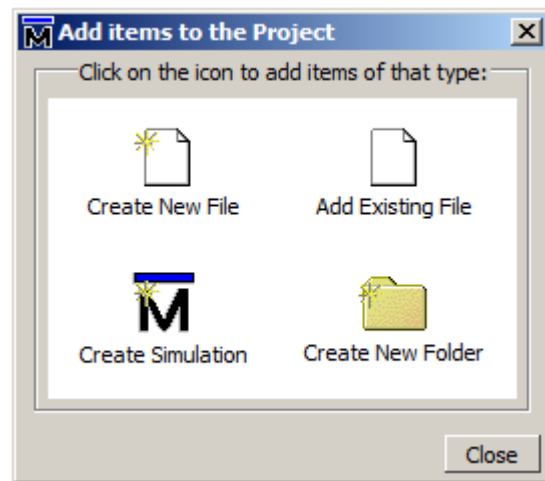 Add items to the Project
Click on the icon to add items of that type:
Create New File
Add Existing File
M
Create Simulation
Create New Folder
Close